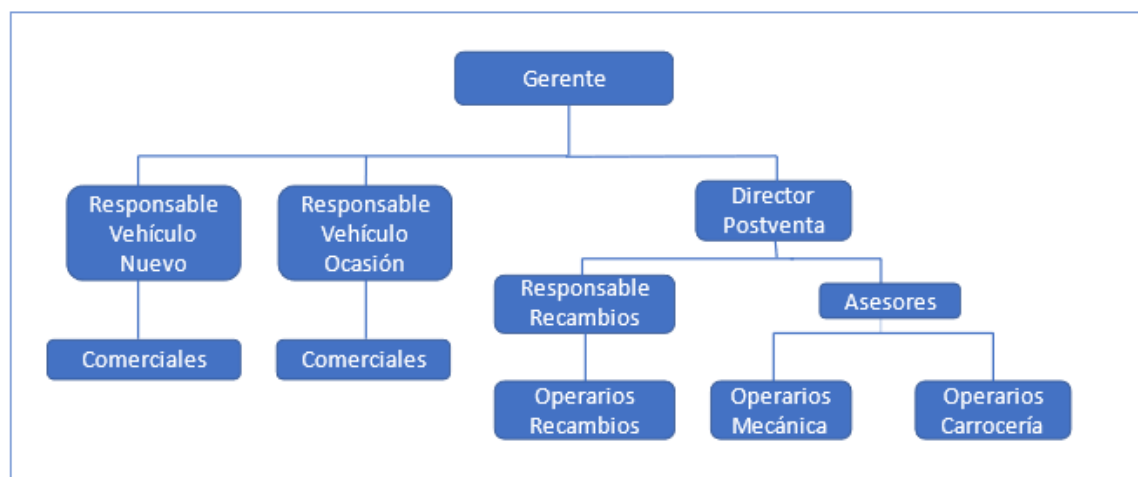 Gerente
Responsable
Vehículo
Nuevo
Responsable
Vehículo
Ocasión
Director
Postventa
Comerciales
Comerciales
Responsable
Recambios
Asesores
Operarios
Recambios
Operarios
Mecánica
Operarios
Carrocería